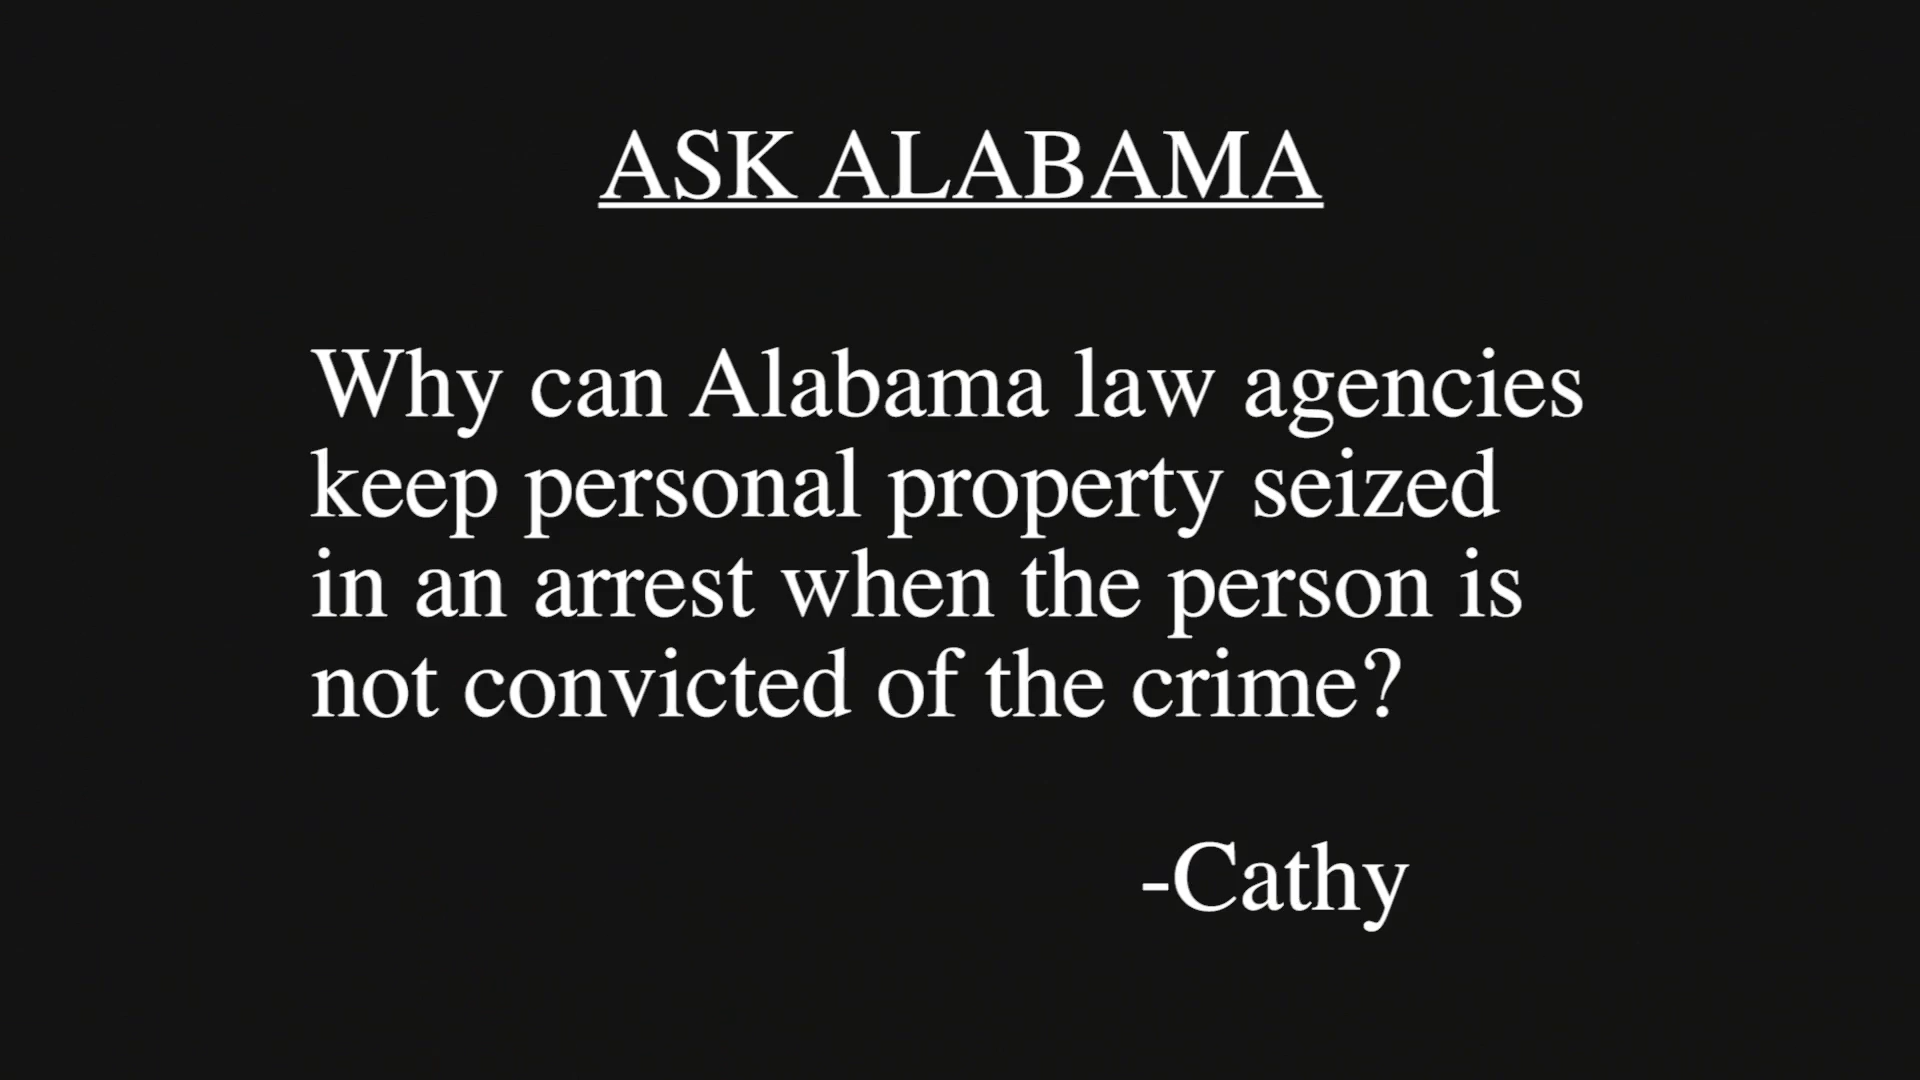 ASK ALABAMA
Why can Alabama law agencies
keep personal property seized
in an arrest when the person is
not convicted of the crime?
-Cathy